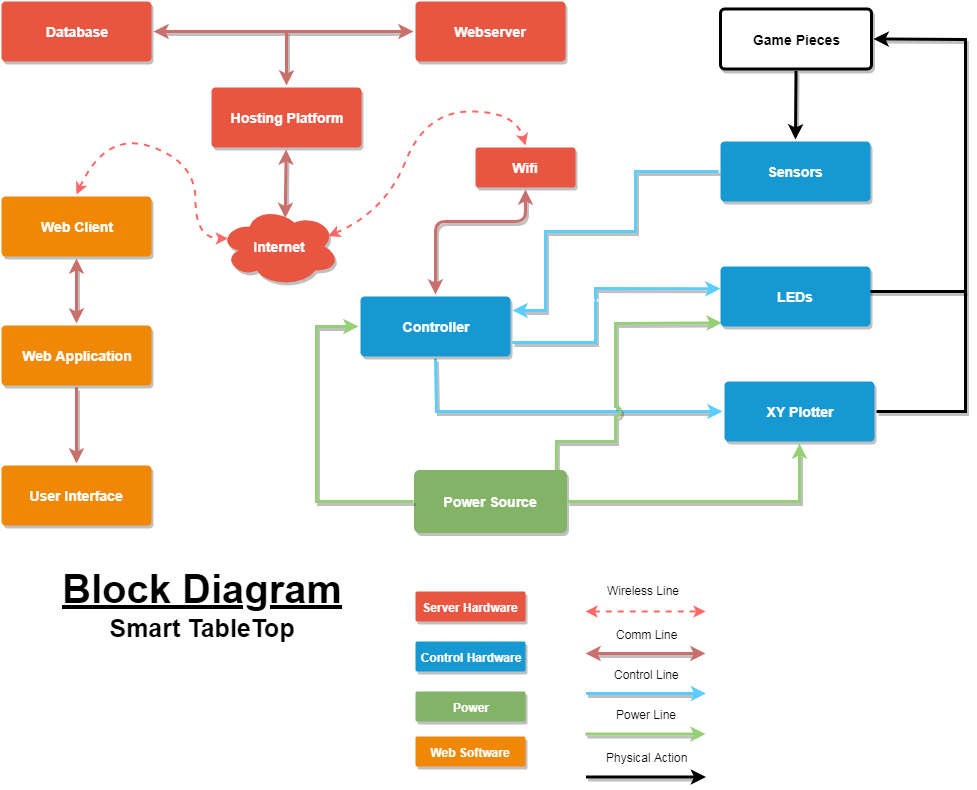 Database
Webserver
Game Pieces
Hosting Platform
Wifi
Sensors
Web Client
Internet
LEDs
Controller
Web Application
XY Plotter
User Interface
Power Source
Block Diagram
Smart TableTop
Server Hardware
Control Hardware
Power
Web Software
Wireless Line
Comm Line
Control Line
Power Line
Physical Action